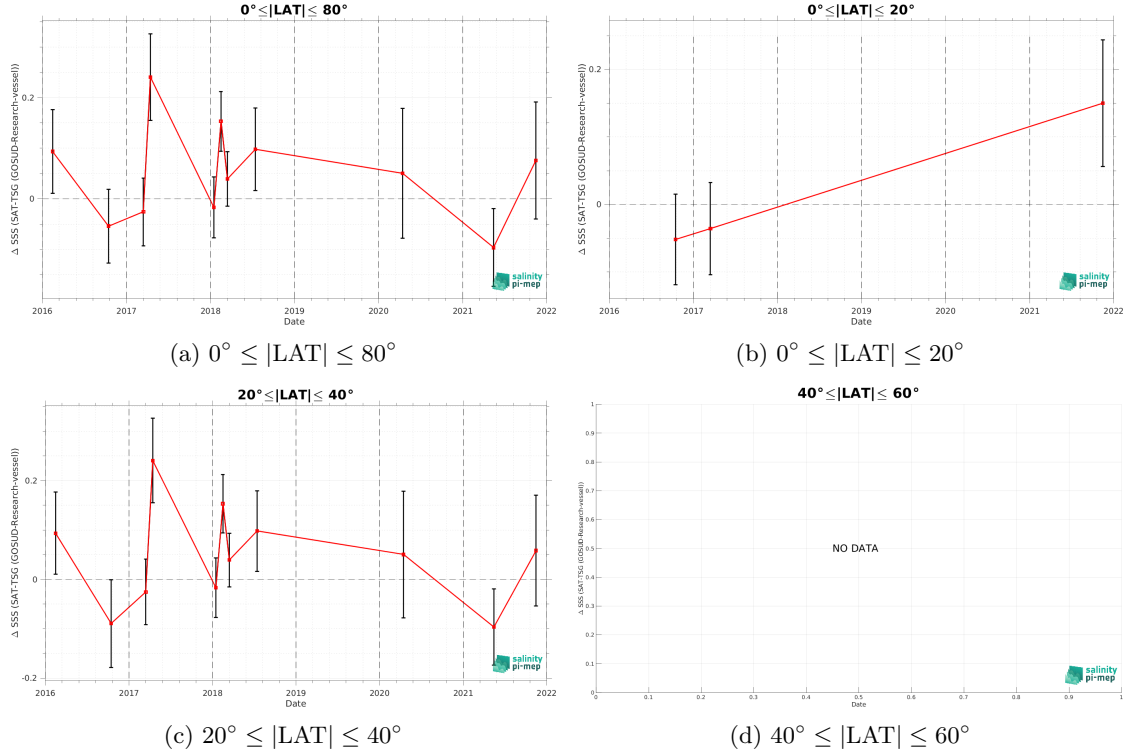 0°≤|LAT|≤ 80°
Δ SSS (SAT-TSG (GOSUD-Research-vessel))
0.2
0
2016 2017 2018 2019 2020 2021 2022
Date
salinity
pi-mep
(a) 0° ≤ |LAT| ≤ 80°
0°≤|LAT|≤ 20°
Δ SSS (SAT-TSG (GOSUD-Research-vessel))
0.2
0
2016 2017 2018 2019 2020 2021 2022
Date
salinity
pi-mep
(b) 0° ≤ |LAT| ≤ 20°
20°≤|LAT|≤ 40°
Δ SSS (SAT-TSG (GOSUD-Research-vessel))
0.2
0
-0.2
2016 2017 2018 2019 2020 2021 2022
Date
salinity
pi-mep
(c) 20° ≤ |LAT| ≤ 40°
40°≤|LAT|≤ 60°
Δ SSS (SAT-TSG (GOSUD-Research-vessel))
1
0.9
0.8
0.7
0.6
0.5
0.4
0.3
0.2
0.1
0
NO DATA
0 0.1 0.2 0.3 0.4 0.5 0.6 0.7 0.8 0.9 1
Date
salinity
pi-mep
(d) 40° ≤ |LAT| ≤ 60°